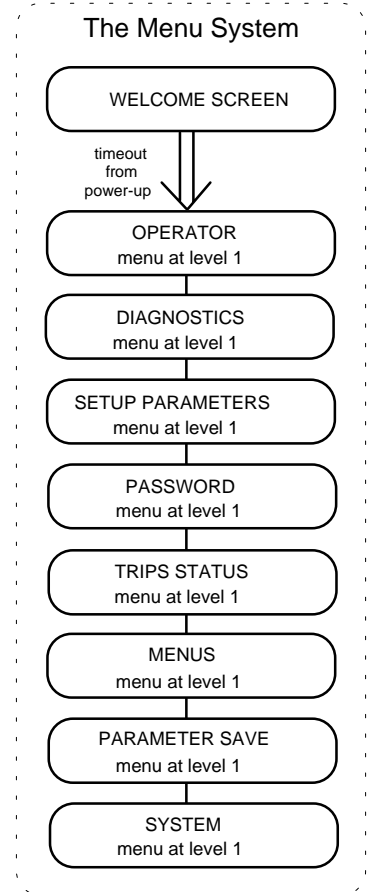 The Menu System
WELCOME SCREEN
timeout
from
power-up
OPERATOR
menu at level 1
DIAGNOSTICS
menu at level 1
SETUP PARAMETERS
menu at level 1
PASSWORD
menu at level 1
TRIPS STATUS
menu at level 1
MENUS
menu at level 1
PARAMETER SAVE
menu at level 1
SYSTEM
menu at level 1